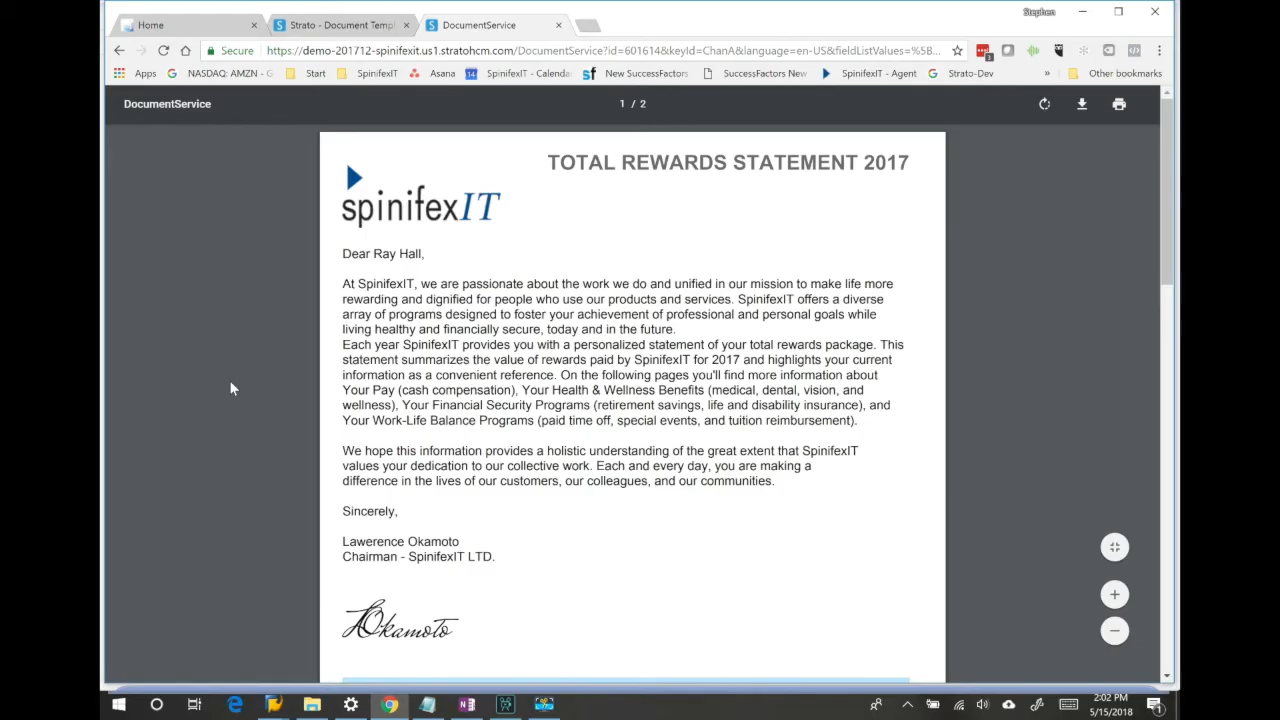 Stephen
Home
Strato - Document Templ
DocumentService
Secure https://demo-201712-spinifexit.us1.stratohcm.com/DocumentService?id=601614&keyId=ChanA&language=en-US&fieldListValues=%5B...
Apps NASDAQ: AMZN - G Start SpinifexIT Asana 14 SpinifexIT - Calenda sf New SuccessFactors SuccessFactors New SpinifexIT - Agent Strato-Dev » Other bookmarks
DocumentService 1 / 2
TOTAL REWARDS STATEMENT 2017
spinifexIT
Dear Ray Hall,
At SpinifexIT, we are passionate about the work we do and unified in our mission to make life more
rewarding and dignified for people who use our products and services. SpinifexIT offers a diverse
array of programs designed to foster your achievement of professional and personal goals while
living healthy and financially secure, today and in the future.
Each year SpinifexIT provides you with a personalized statement of your total rewards package. This
statement summarizes the value of rewards paid by SpinifexIT for 2017 and highlights your current
information as a convenient reference. On the following pages you'll find more information about
Your Pay (cash compensation), Your Health & Wellness Benefits (medical, dental, vision, and
wellness), Your Financial Security Programs (retirement savings, life and disability insurance), and
Your Work-Life Balance Programs (paid time off, special events, and tuition reimbursement).
We hope this information provides a holistic understanding of the great extent that SpinifexIT
values your dedication to our collective work. Each and every day, you are making a
difference in the lives of our customers, our colleagues, and our communities.
Sincerely,
Lawerence Okamoto
Chairman - SpinifexIT LTD.
LOkamoto
2:02 PM
5/15/2018